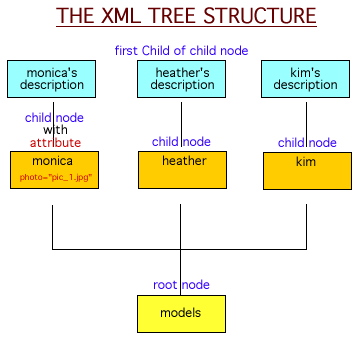 THE XML TREE STRUCTURE
first Child of child node
monica's
description
heather's
description
kim's
description
child node
with
attribute
child node
child node
monica
photo="pic_1.jpg"
heather
kim
root node
models